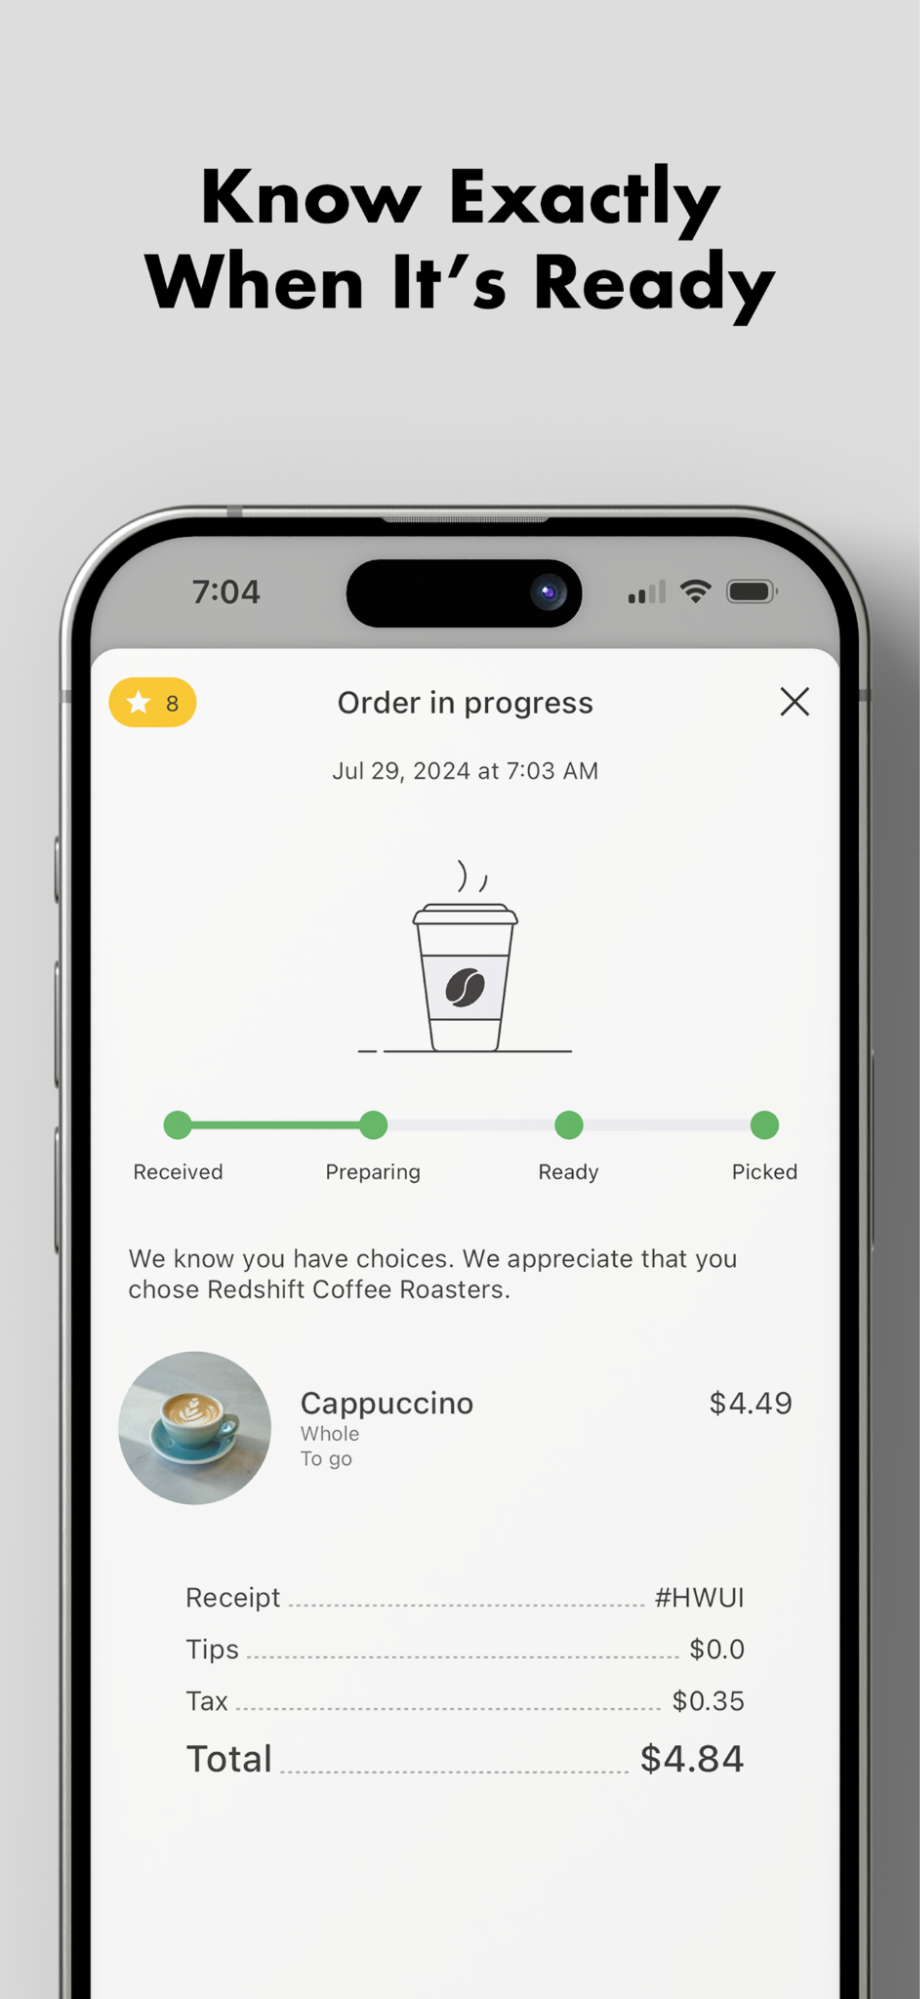 Know Exactly
When It’s Ready
7:04
8
Order in progress
Jul 29, 2024 at 7:03 AM
Received
Preparing
Ready
Picked
We know you have choices. We appreciate that you
chose Redshift Coffee Roasters.
Cappuccino
$4.49
Whole
To go
Receipt #HWUI
Tips $0.0
Tax $0.35
Total $4.84